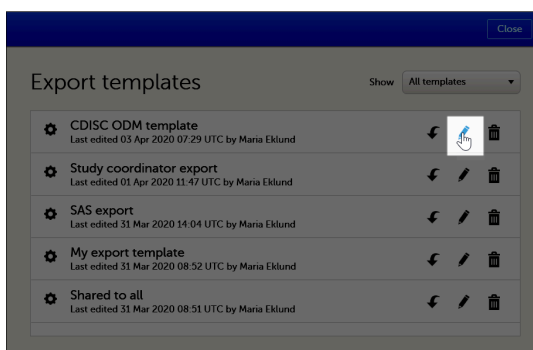 Close
Export templates
Show All templates
CDISC ODM template
Last edited 03 Apr 2020 07:29 UTC by Maria Eklund
Study coordinator export
Last edited 01 Apr 2020 11:47 UTC by Maria Eklund
SAS export
Last edited 31 Mar 2020 14:04 UTC by Maria Eklund
My export template
Last edited 31 Mar 2020 08:52 UTC by Maria Eklund
Shared to all
Last edited 31 Mar 2020 08:51 UTC by Maria Eklund